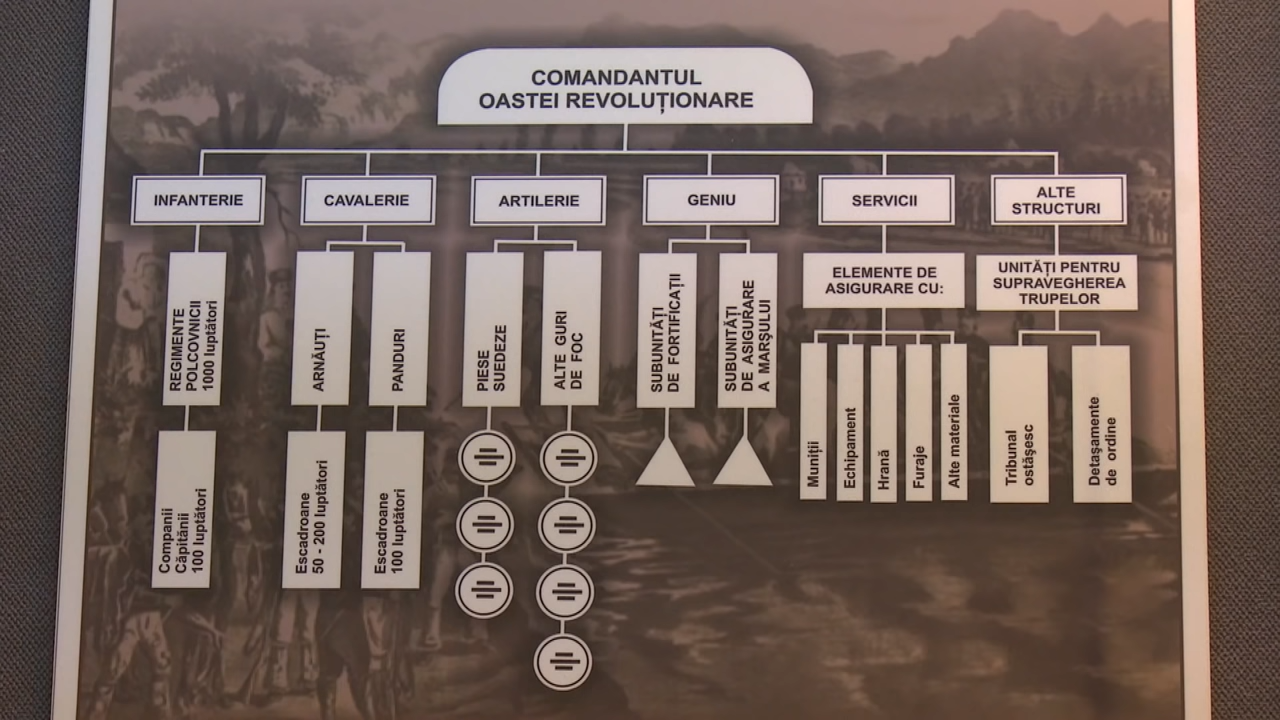 COMANDANTUL
OASTEI REVOLUȚIONARE
INFANTERIE
CAVALERIE
ARTILERIE
GENIU
SERVICII
ALTE
STRUCTURI
REGIMENTE
POLCOVNICII
1000 luptători
ARNĂUȚI
PANDURI
PIESE
SUEDEZE
ALTE GURI
DE FOC
SUBUNITĂȚI
DE FORTIFICAȚII
SUBUNITĂȚI
DE ASIGURARE
A MARȘULUI
ELEMENTE DE
ASIGURARE CU:
UNITĂȚI PENTRU
SUPRAVEGHEREA
TRUPELOR
Companii
Căpitănii
100 luptători
Escadroane
50 - 200 luptători
Escadroane
100 luptători
Muniții
Echipament
Hrană
Furaje
Alte materiale
Tribunal
ostășesc
Detașamente
de ordine